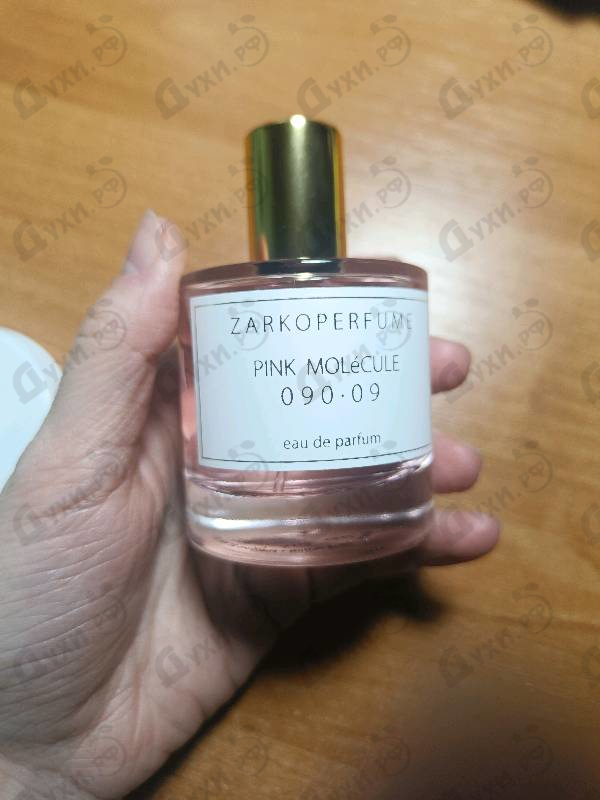 ZARKOPERFUME
PINK MOLéCULE
090·09
eau de parfum
Духи.рф